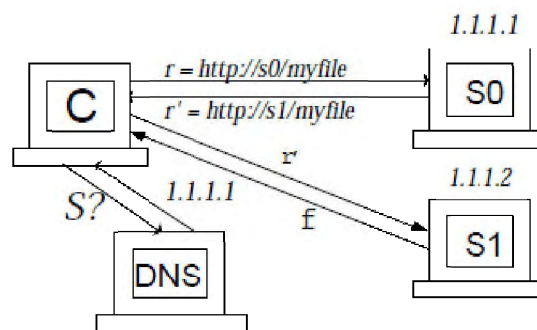 1.1.1.1
r = http://s0/myfile
C
S0
r' = http://s1/myfile
r'
1.1.1.2
S?
1.1.1.1
f
S1
DNS